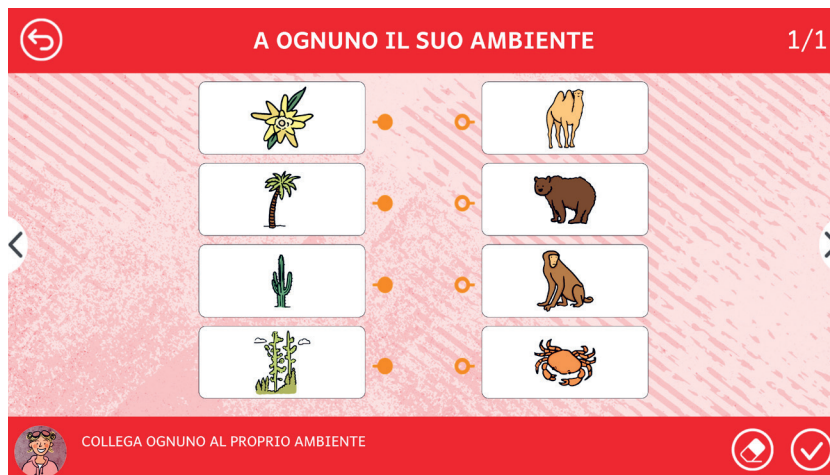 A OGNUNO IL SUO AMBIENTE
1/1
COLLEGA OGNUNO AL PROPRIO AMBIENTE